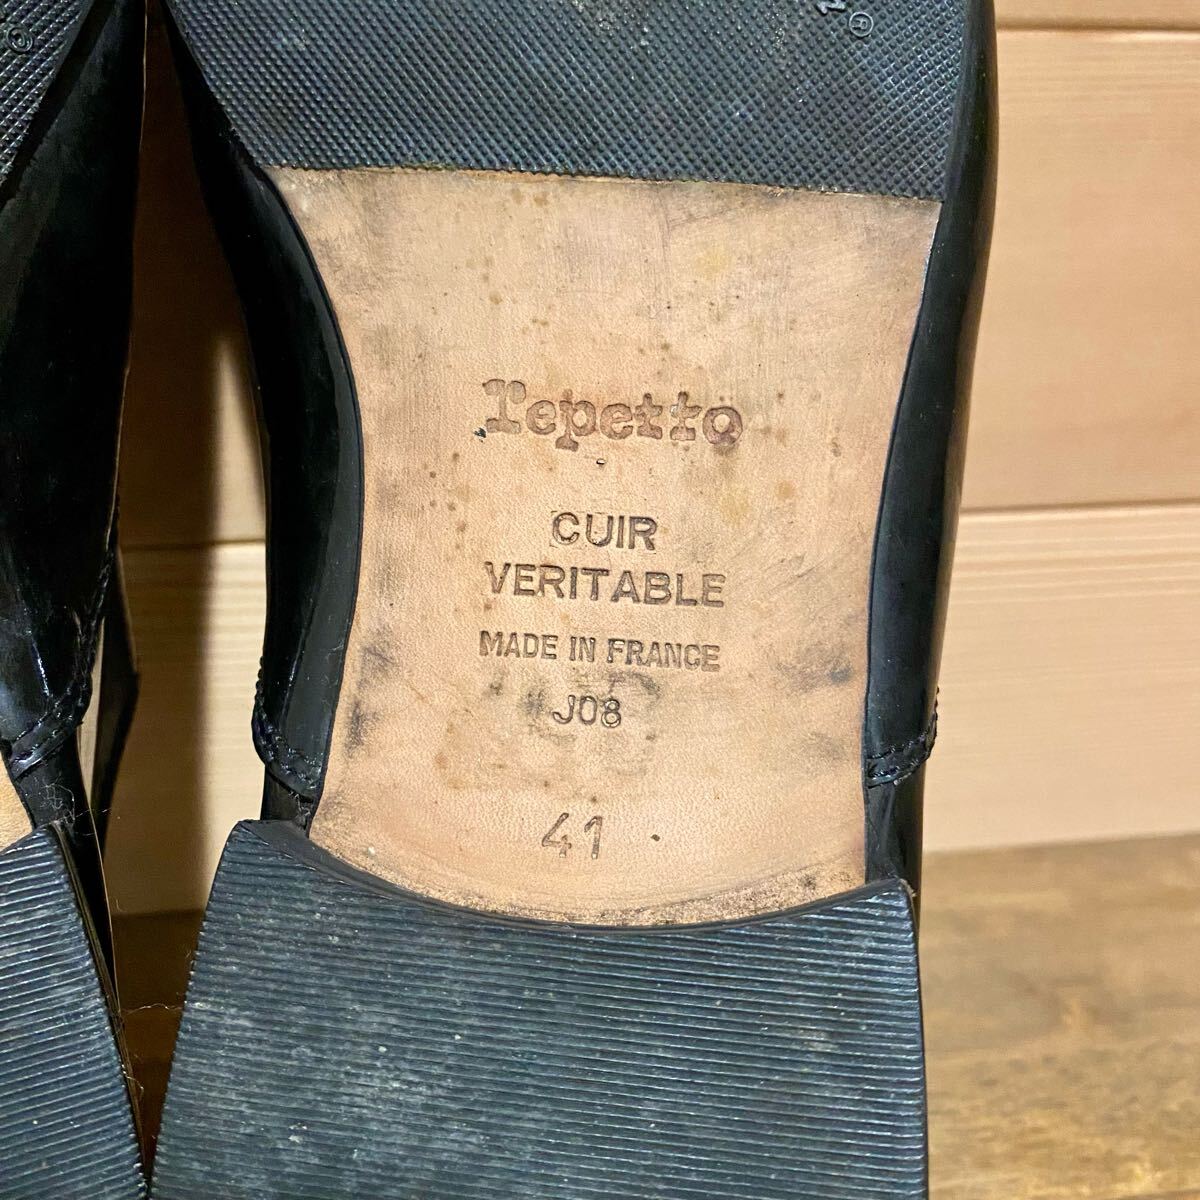 repetto
CUIR
VERITABLE
MADE IN FRANCE
J08
41